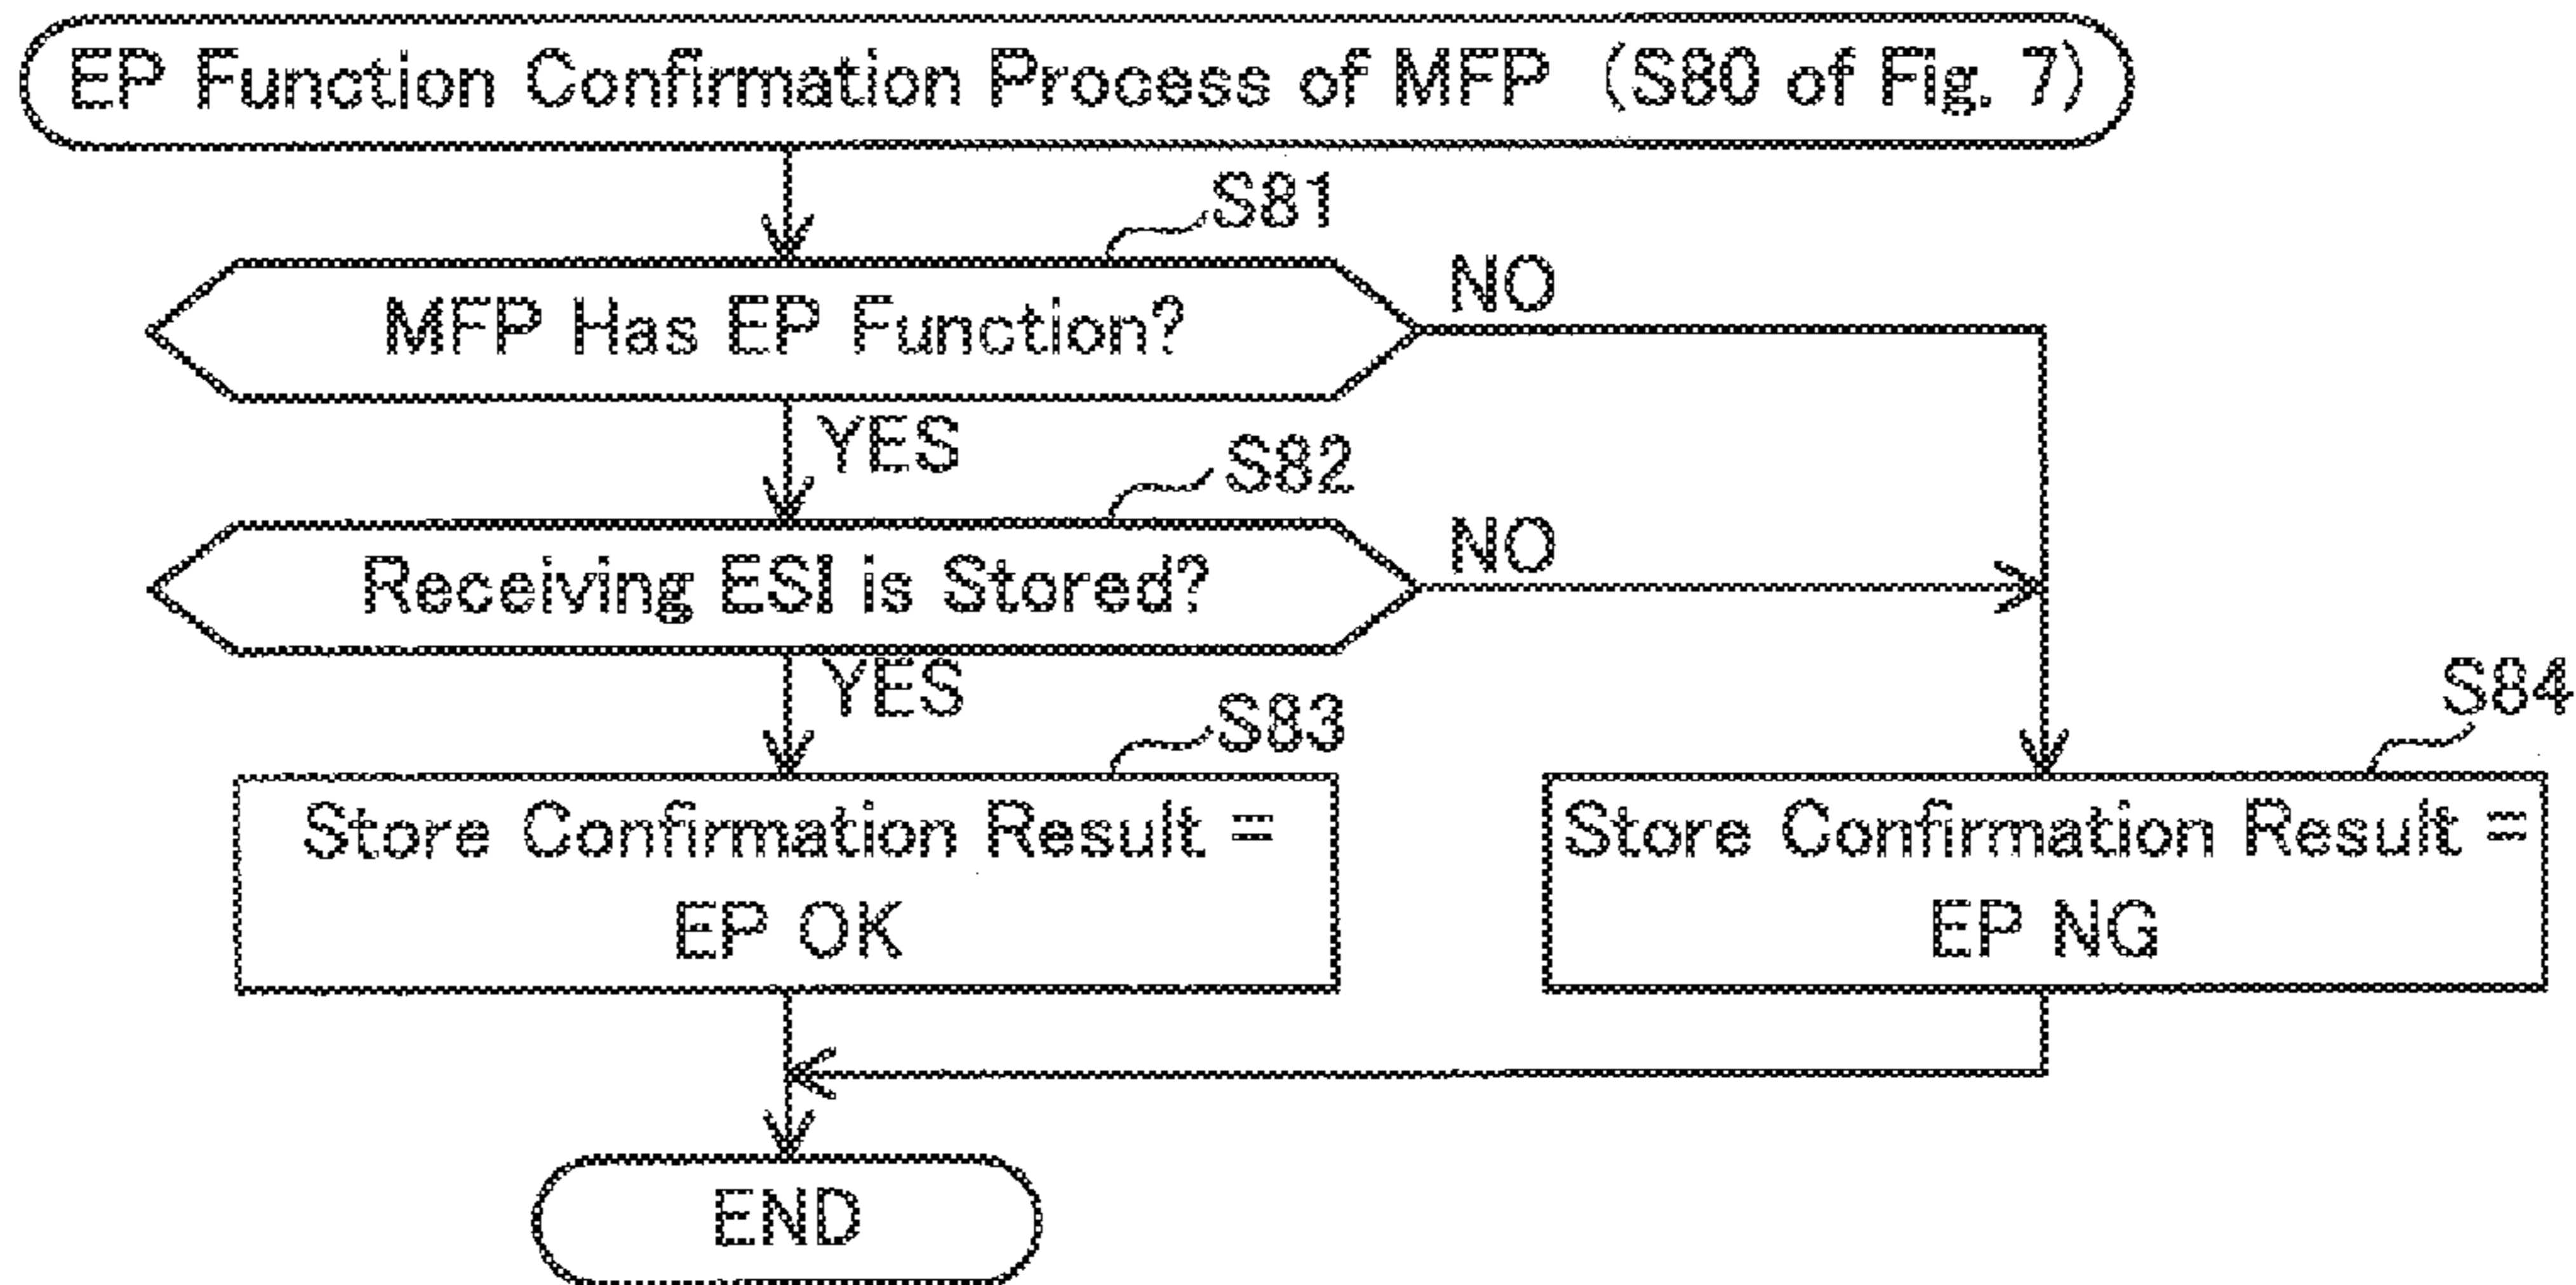 EP Function Confirmation Process of MFP (S80 of Fig. 7)
S81
MFP Has EP Function?
NO
YES
S82
Receiving ESI is Stored?
NO
YES
S83
S84
Store Confirmation Result =
EP OK
Store Confirmation Result =
EP NG
END